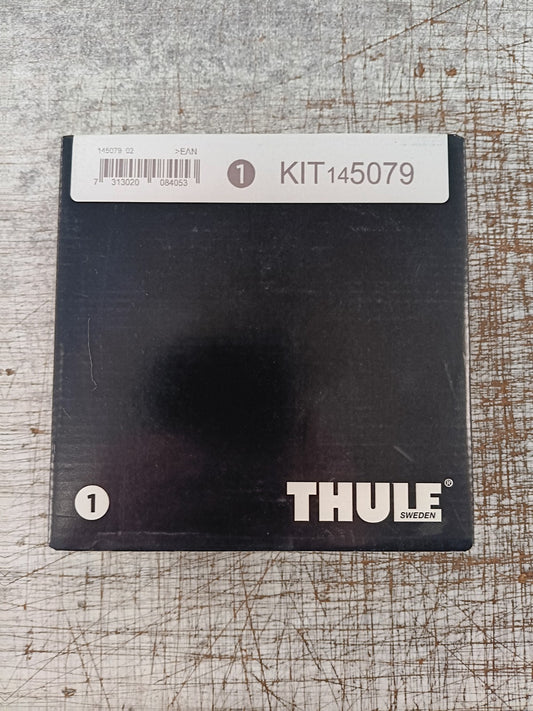 145079 02 >EAN
7 313020 084053
1 KIT145079
1
THULE®
SWEDEN